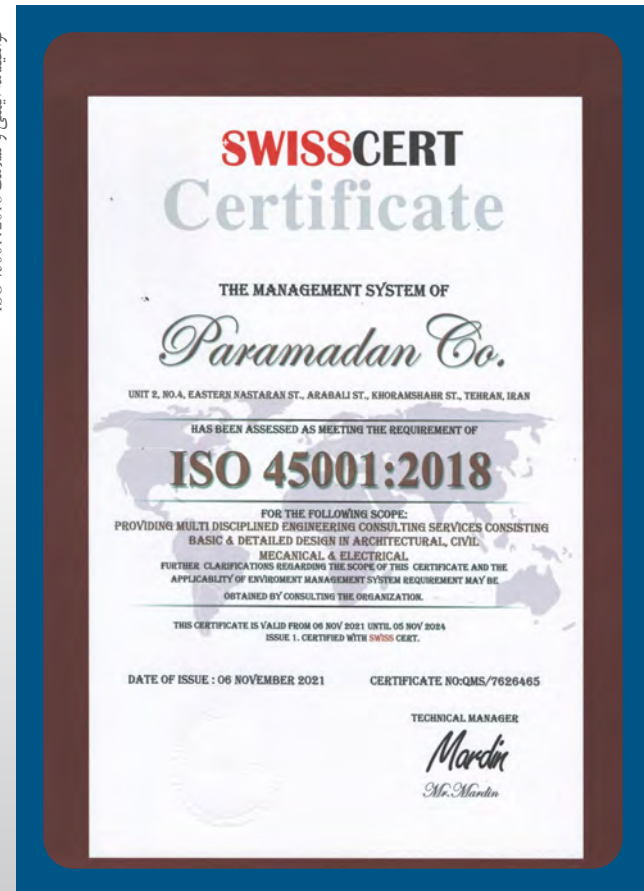 SWISSCERT
Certificate
THE MANAGEMENT SYSTEM OF
Paramadan Co.
UNIT 2, NO.4, EASTERN NASTARAN ST., ARABALI ST., KHORAMSHAHR ST., TEHRAN, IRAN
HAS BEEN ASSESSED AS MEETING THE REQUIREMENT OF
ISO 45001:2018
FOR THE FOLLOWING SCOPE:
PROVIDING MULTI DISCIPLINED ENGINEERING CONSULTING SERVICES CONSISTING
BASIC & DETAILED DESIGN IN ARCHITECTURAL, CIVIL
MECANICAL & ELECTRICAL
FURTHER CLARIFICATIONS REGARDING THE SCOPE OF THIS CERTIFICATE AND THE
APPLICABLITY OF ENVIROMENT MANAGEMENT SYSTEM REQUIREMENT MAY BE
OBTAINED BY CONSULTING THE ORGANIZATION.
THIS CERTIFICATE IS VALID FROM 06 NOV 2021 UNTIL 05 NOV 2024
ISSUE 1. CERTIFIED WITH SWISS CERT.
DATE OF ISSUE : 06 NOVEMBER 2021 CERTIFICATE NO:QMS/7626465
TECHNICAL MANAGER
Mardin
Mr.Mardin